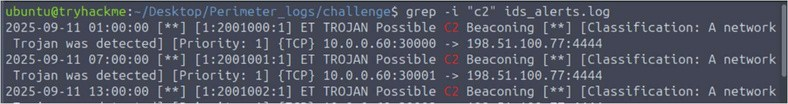 ubuntu@tryhackme:~/Desktop/Perimeter_logs/challenge$ grep -i "c2" ids_alerts.log
2025-09-11 01:00:00 [**] [1:2001000:1] ET TROJAN Possible C2 Beaconing [**] [Classification: A network
Trojan was detected] [Priority: 1] {TCP} 10.0.0.60:30000 -> 198.51.100.77:4444
2025-09-11 07:00:00 [**] [1:2001001:1] ET TROJAN Possible C2 Beaconing [**] [Classification: A network
Trojan was detected] [Priority: 1] {TCP} 10.0.0.60:30001 -> 198.51.100.77:4444
2025-09-11 13:00:00 [**] [1:2001002:1] ET TROJAN Possible C2 Beaconing [**] [Classification: A network